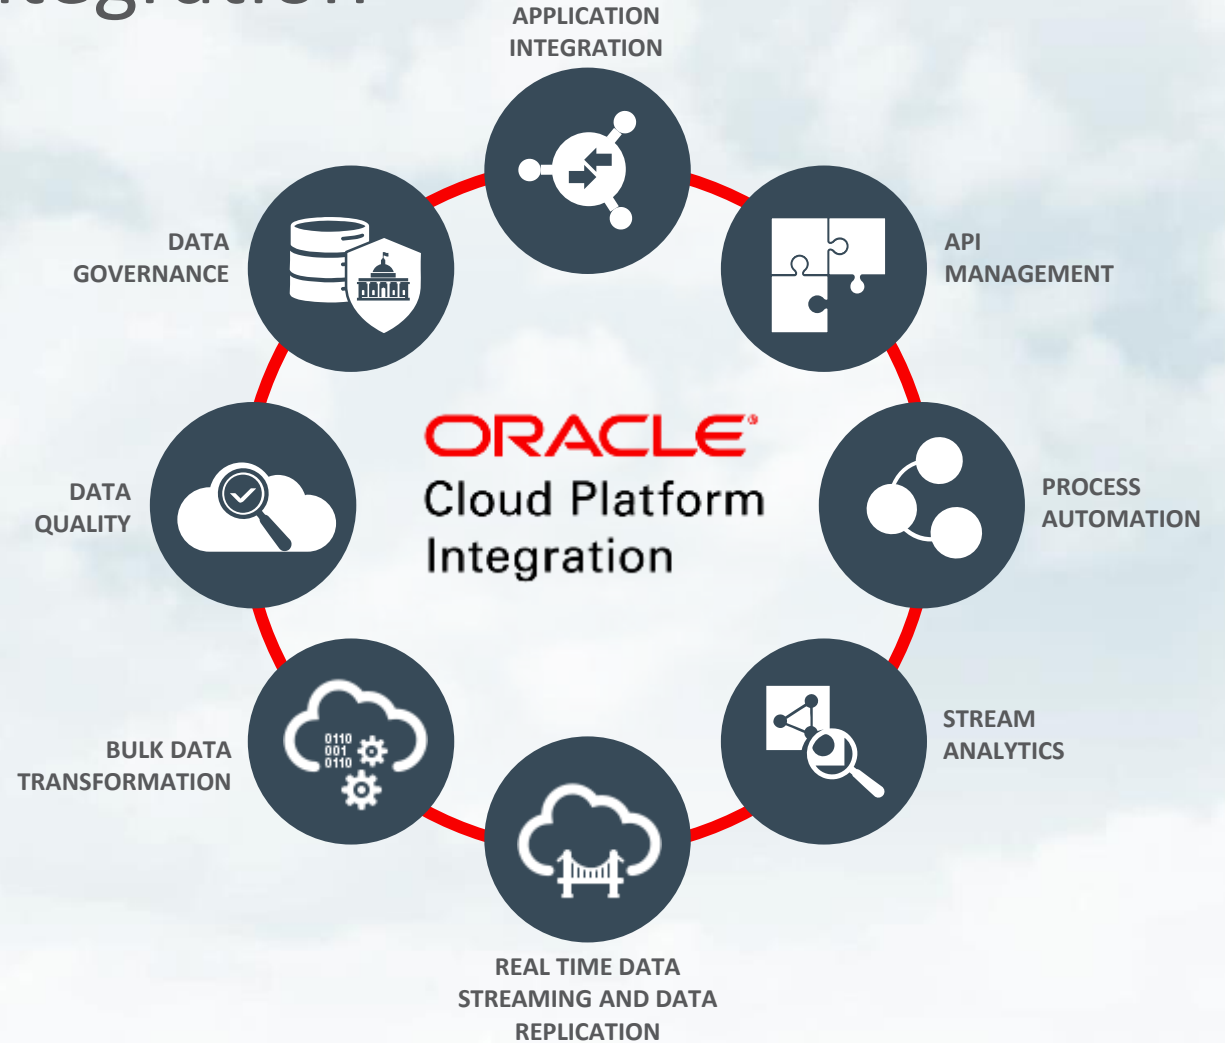 APPLICATION
INTEGRATION
DATA
GOVERNANCE
API
MANAGEMENT
ORACLE®
Cloud Platform
Integration
DATA
QUALITY
PROCESS
AUTOMATION
0110
001
0110
BULK DATA
TRANSFORMATION
STREAM
ANALYTICS
REAL TIME DATA
STREAMING AND DATA
REPLICATION